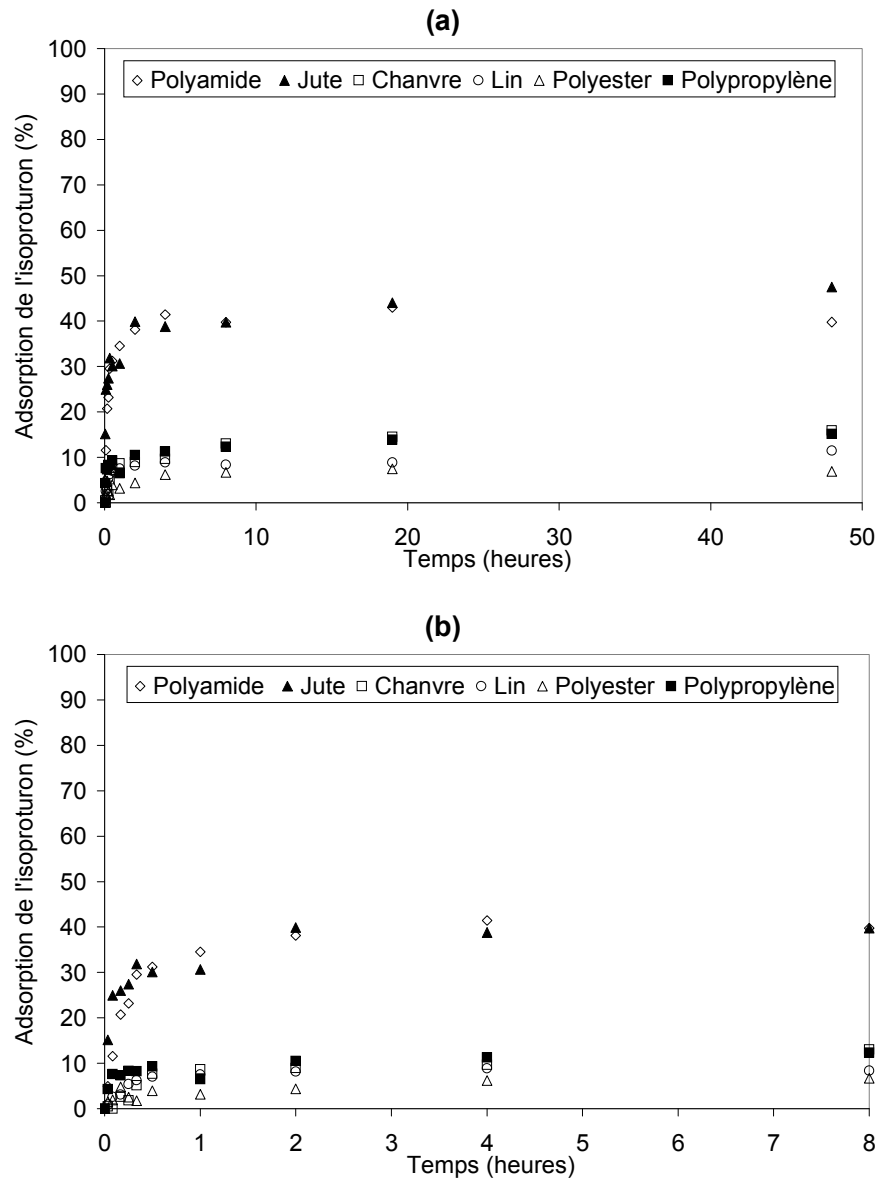 (a)
Adsorption de l'isoproturon (%)
100
90
80
70
60
50
40
30
20
10
0
Polyamide Jute Chanvre Lin Polyester Polypropylène
0 10 20 30 40 50
Temps (heures)
(b)
Adsorption de l'isoproturon (%)
100
90
80
70
60
50
40
30
20
10
0
Polyamide Jute Chanvre Lin Polyester Polypropylène
0 1 2 3 4 5 6 7 8
Temps (heures)